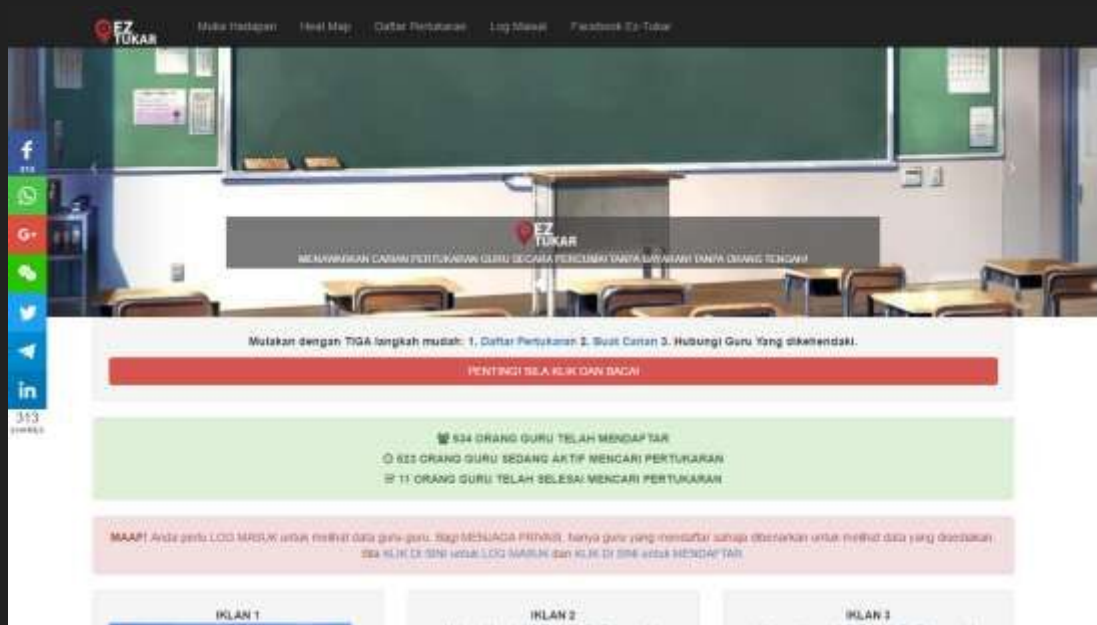 EZ
TUKAR
Muka Hadapan
Heat Map
Daftar Pertukaran
Log Masuk
Facebook Ez-Tukar
EZ
TUKAR
MENAWARKAN CARIAN PERTUKARAN GURU SECARA PERCUMA! TANPA BAYARAN! TANPA ORANG TENGAH!
Mulakan dengan TIGA langkah mudah: 1. Daftar Pertukaran 2. Buat Carian 3. Hubungi Guru Yang dikehendaki.
PENTING! SILA KLIK DAN BACA!
G+
in
313
SHARES
634 ORANG GURU TELAH MENDAFTAR
623 ORANG GURU SEDANG AKTIF MENCARI PERTUKARAN
11 ORANG GURU TELAH SELESAI MENCARI PERTUKARAN
MAAF! Anda perlu LOG MASUK untuk melihat data guru-guru. Bagi MENJAGA PRIVASI, hanya guru yang mendaftar sahaja dibenarkan untuk melihat data yang disediakan.
Sila KLIK DI SINI untuk LOG MASUK dan KLIK DI SINI untuk MENDAFTAR.
IKLAN 1
IKLAN 2
IKLAN 3